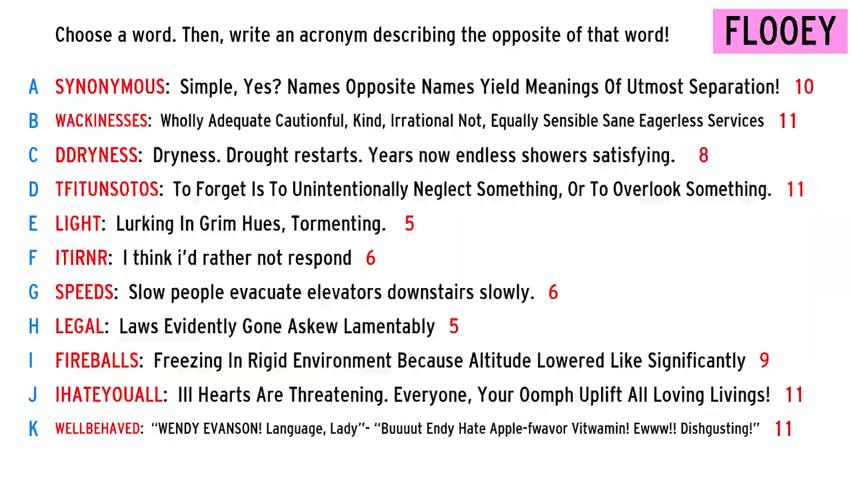 Choose a word. Then, write an acronym describing the opposite of that word!
FLOOEY
A SYNONYMOUS: Simple, Yes? Names Opposite Names Yield Meanings Of Utmost Separation! 10
B WACKINESSES: Wholly Adequate Cautionful, Kind, Irrational Not, Equally Sensible Sane Eagerless Services 11
C DDRYNESS: Dryness. Drought restarts. Years now endless showers satisfying. 8
D TFITUNSOTOS: To Forget Is To Unintentionally Neglect Something, Or To Overlook Something. 11
E LIGHT: Lurking In Grim Hues, Tormenting. 5
F ITIRNR: I think i'd rather not respond 6
G SPEEDS: Slow people evacuate elevators downstairs slowly. 6
H LEGAL: Laws Evidently Gone Askew Lamentably 5
I FIREBALLS: Freezing In Rigid Environment Because Altitude Lowered Like Significantly 9
J IHATEYOUALL: Ill Hearts Are Threatening. Everyone, Your Oomph Uplift All Loving Livings! 11
K WELLBEHAVED: "WENDY EVANSON! Language, Lady"- "Buuuut Endy Hate Apple-fwavor Vitwamin! Ewww!! Dishgusting!" 11